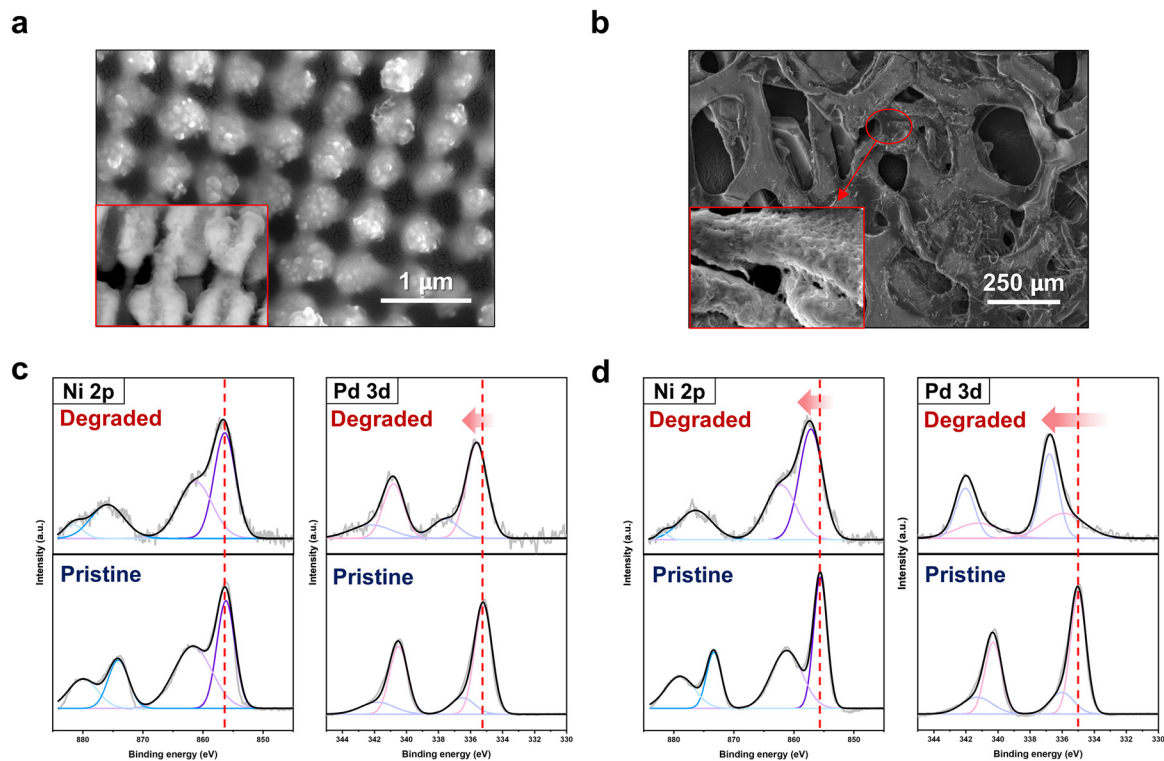 a
b
1 μm
250 μm
c
d
Ni 2p
Degraded
Pristine
Intensity (a.u.)
880 870 860 850
Binding energy (eV)
Pd 3d
Degraded
Pristine
Intensity (a.u.)
344 342 340 338 336 334 332 330
Binding energy (eV)
Ni 2p
Degraded
Pristine
Intensity (a.u.)
880 870 860 850
Binding energy (eV)
Pd 3d
Degraded
Pristine
Intensity (a.u.)
344 342 340 338 336 334 332 330
Binding energy (eV)